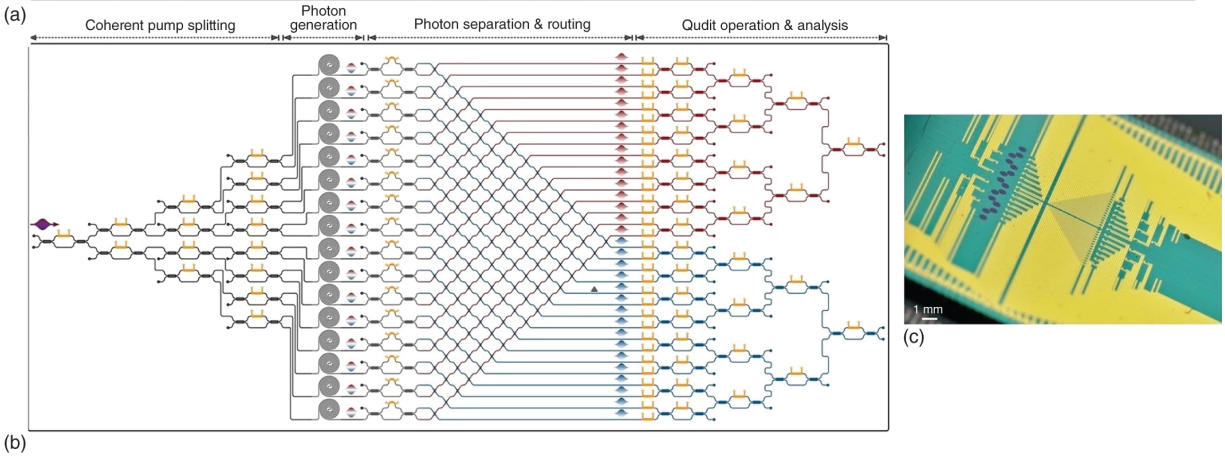 (a)
Coherent pump splitting
Photon
generation
Photon separation & routing
Qudit operation & analysis
1 mm
(c)
(b)